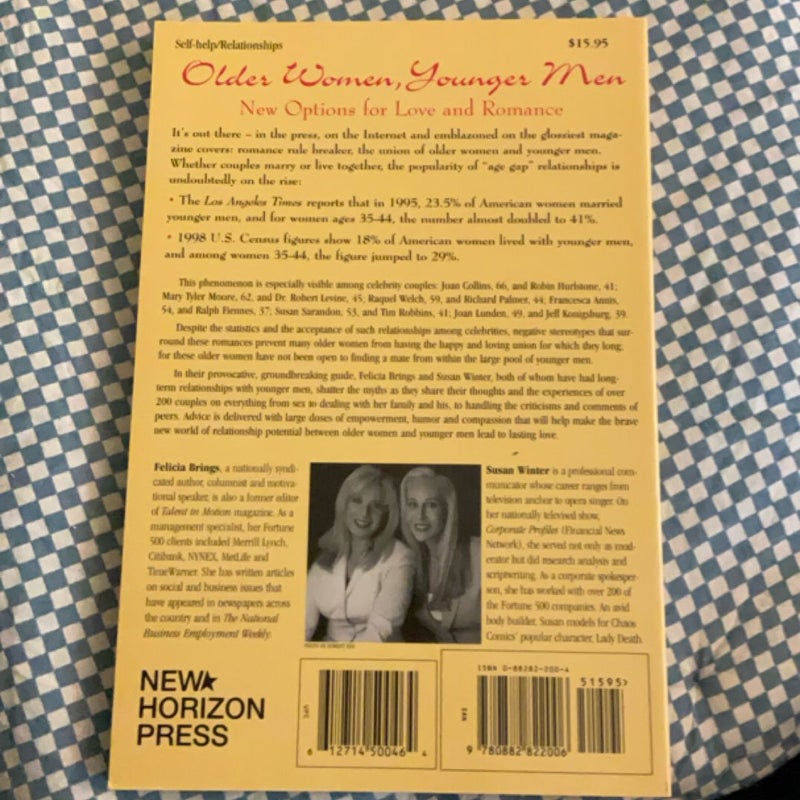 Self-help/Relationships
$15.95
Older Women, Younger Men
New Options for Love and Romance
It's out there – in the press, on the Internet and emblazoned on the glossiest maga-
zine covers: romance rule breaker, the union of older women and younger men.
Whether couples marry or live together, the popularity of "age gap" relationships is
undoubtedly on the rise:
• The Los Angeles Times reports that in 1995, 23.5% of American women married
younger men, and for women ages 35-44, the number almost doubled to 41%.
• 1998 U.S. Census figures show 18% of American women lived with younger men,
and among women 35-44, the figure jumped to 29%.
This phenomenon is especially visible among celebrity couples: Joan Collins, 66, and Robin Hurlstone, 41;
Mary Tyler Moore, 62, and Dr. Robert Levine, 45; Raquel Welch, 59, and Richard Palmer, 44; Francesca Annis,
54, and Ralph Fiennes, 37; Susan Sarandon, 53, and Tim Robbins, 41; Joan Lunden, 49, and Jeff Konigsburg, 39.
Despite the statistics and the acceptance of such relationships among celebrities, negative stereotypes that sur-
round these romances prevent many older women from having the happy and loving union for which they long,
for these older women have not been open to finding a mate from within the large pool of younger men.
In their provocative, groundbreaking guide, Felicia Brings and Susan Winter, both of whom have had long-
term relationships with younger men, shatter the myths as they share their thoughts and the experiences of over
200 couples on everything from sex to dealing with her family and his, to handling the criticisms and comments of
peers. Advice is delivered with large doses of empowerment, humor and compassion that will help make the brave
new world of relationship potential between older women and younger men lead to lasting love.
Felicia Brings, a nationally syndi-
cated author, columnist and motiva-
tional speaker, is also a former editor
of Talent in Motion magazine. As a
management specialist, her Fortune
500 clients included Merrill Lynch,
Citibank, NYNEX, MetLife and
TimeWarner. She has written articles
on social and business issues that
have appeared in newspapers across
the country and in The National
Business Employment Weekly.
Susan Winter is a professional com-
municator whose career ranges from
television anchor to opera singer. On
her nationally televised show,
Corporate Profiles (Financial News
Network), she served not only as mod-
erator but did research analysis and
scriptwriting. As a corporate spokesper-
son, she has worked with over 200 of
the Fortune 500 companies. An avid
body builder, Susan models for Chaos
Comics' popular character, Lady Death.
NEW
HORIZON
PRESS
UPC
6 12714 50046 4
ISBN 0-88282-200-4
51595>
EAN
9 780882 822006